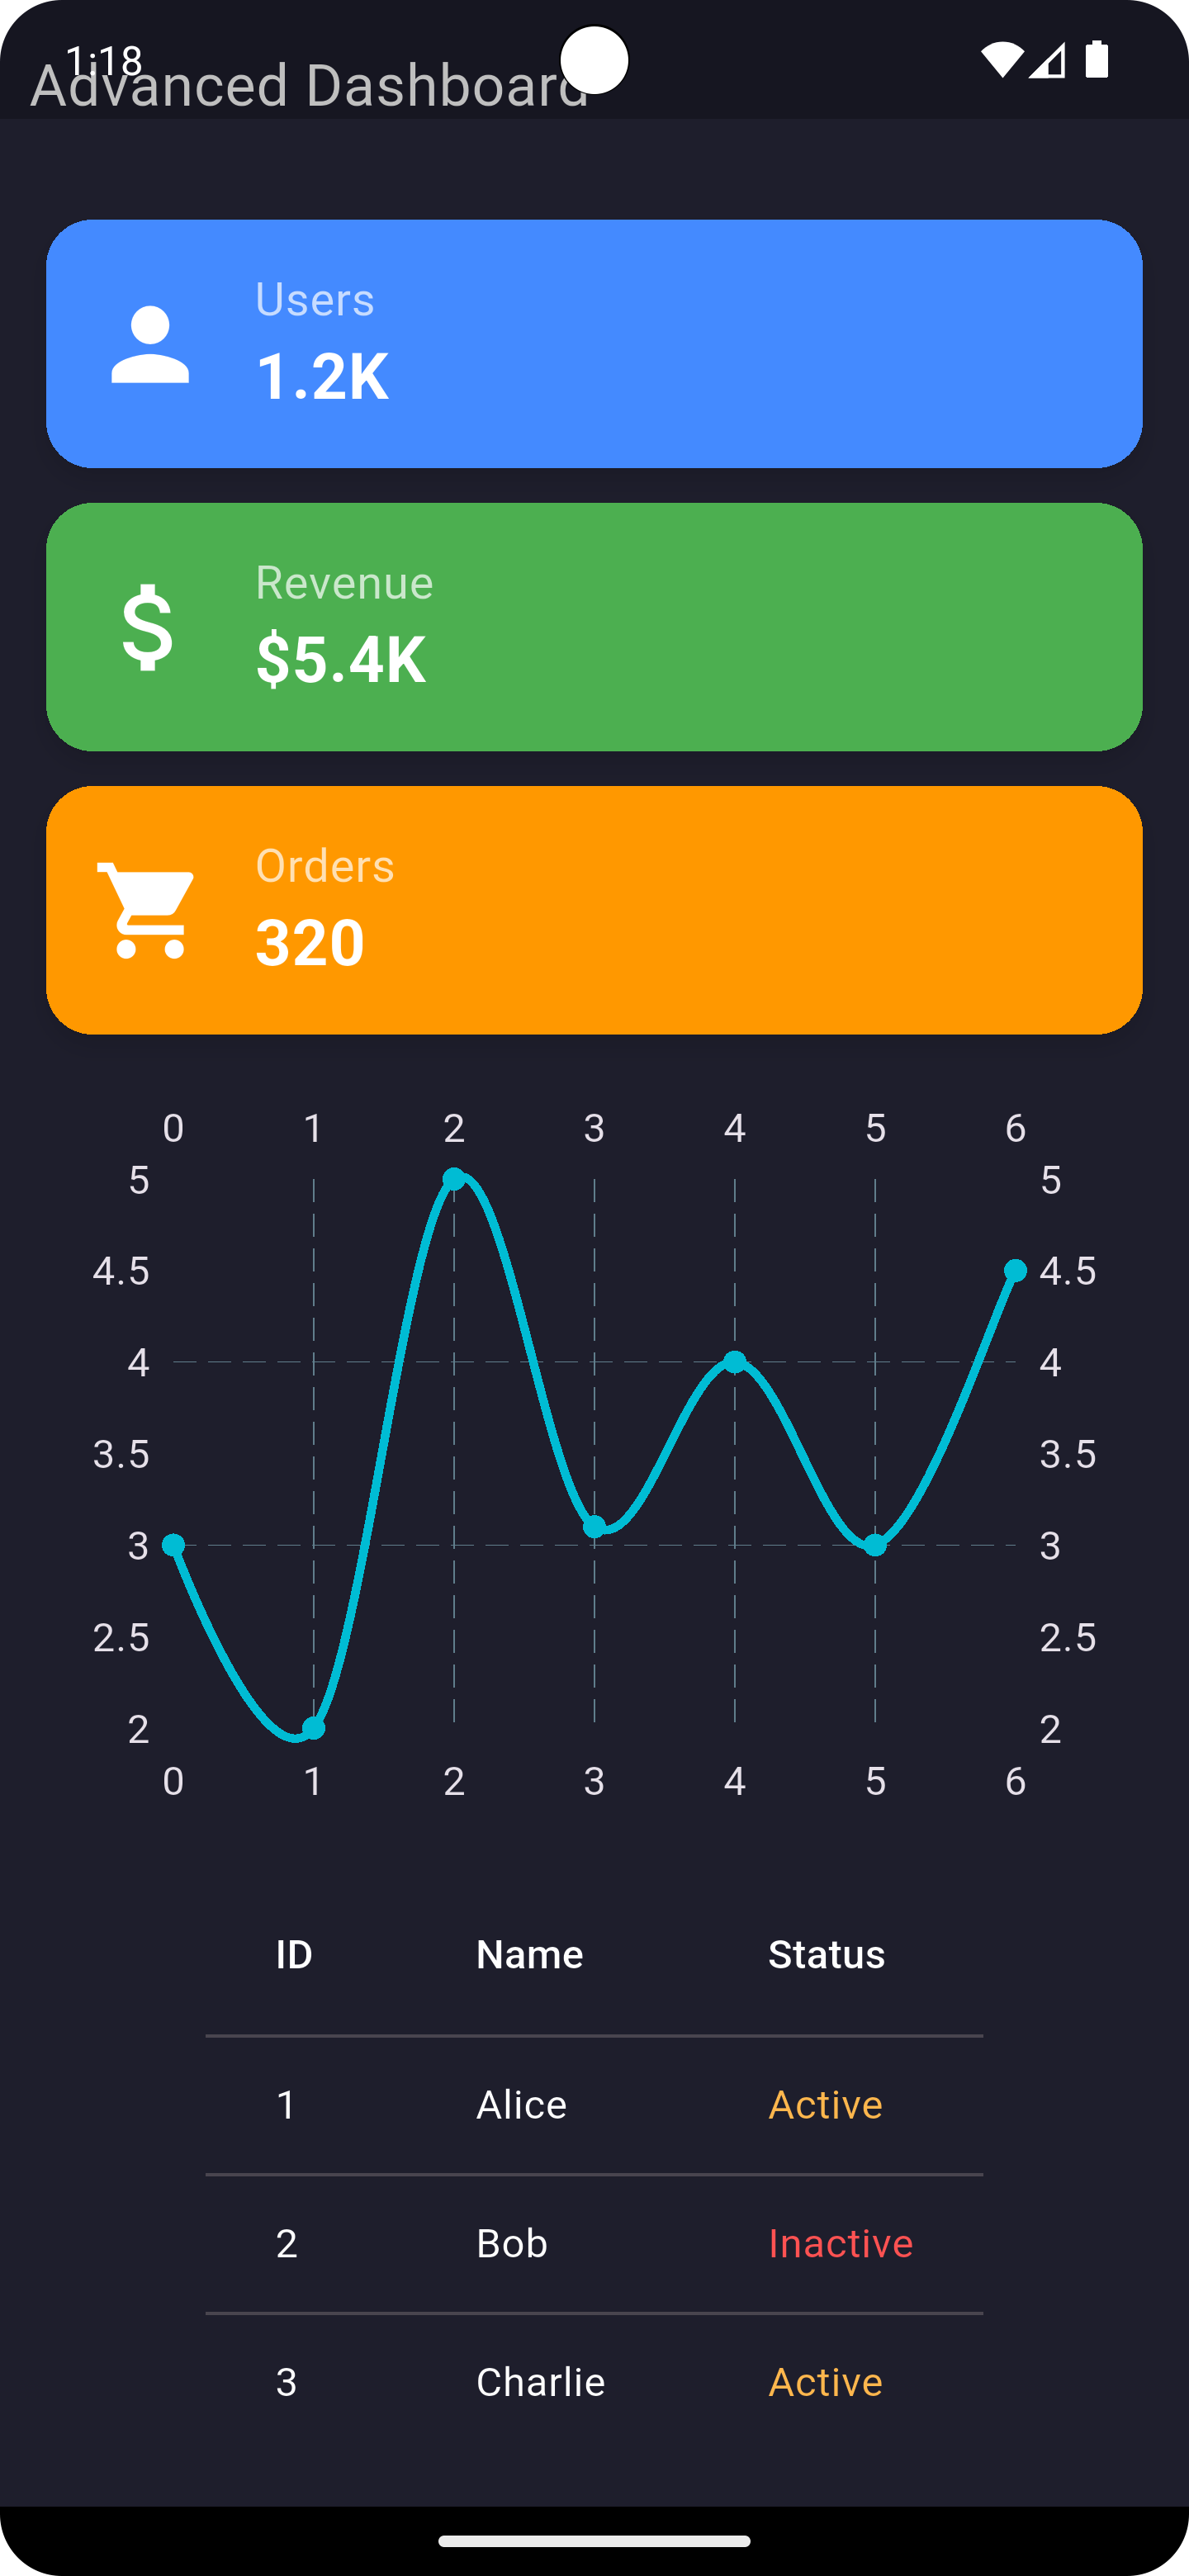 1:18
Advanced Dashboard
Users
1.2K
Revenue
$5.4K
Orders
320
0 1 2 3 4 5 6
5 5
4.5 4.5
4 4
3.5 3.5
3 3
2.5 2.5
2 2
0 1 2 3 4 5 6
ID Name Status
1 Alice Active
2 Bob Inactive
3 Charlie Active